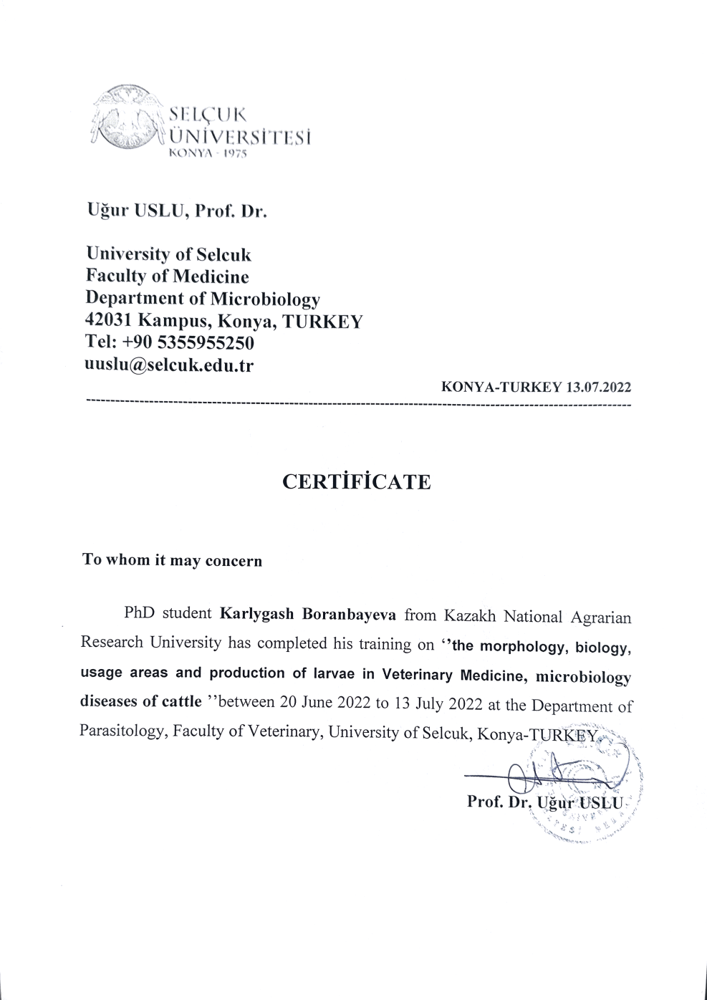 SELÇUK
ÜNİVERSİTESİ
KONYA - 1975
Uğur USLU, Prof. Dr.
University of Selcuk
Faculty of Medicine
Department of Microbiology
42031 Kampus, Konya, TURKEY
Tel: +90 5355955250
uuslu@selcuk.edu.tr
KONYA-TURKEY 13.07.2022
CERTİFİCATE
To whom it may concern
PhD student Karlygash Boranbayeva from Kazakh National Agrarian
Research University has completed his training on ‘’the morphology, biology,
usage areas and production of larvae in Veterinary Medicine, microbiology
diseases of cattle ’’between 20 June 2022 to 13 July 2022 at the Department of
Parasitology, Faculty of Veterinary, University of Selcuk, Konya-TURKEY.
Prof. Dr. Uğur USLU